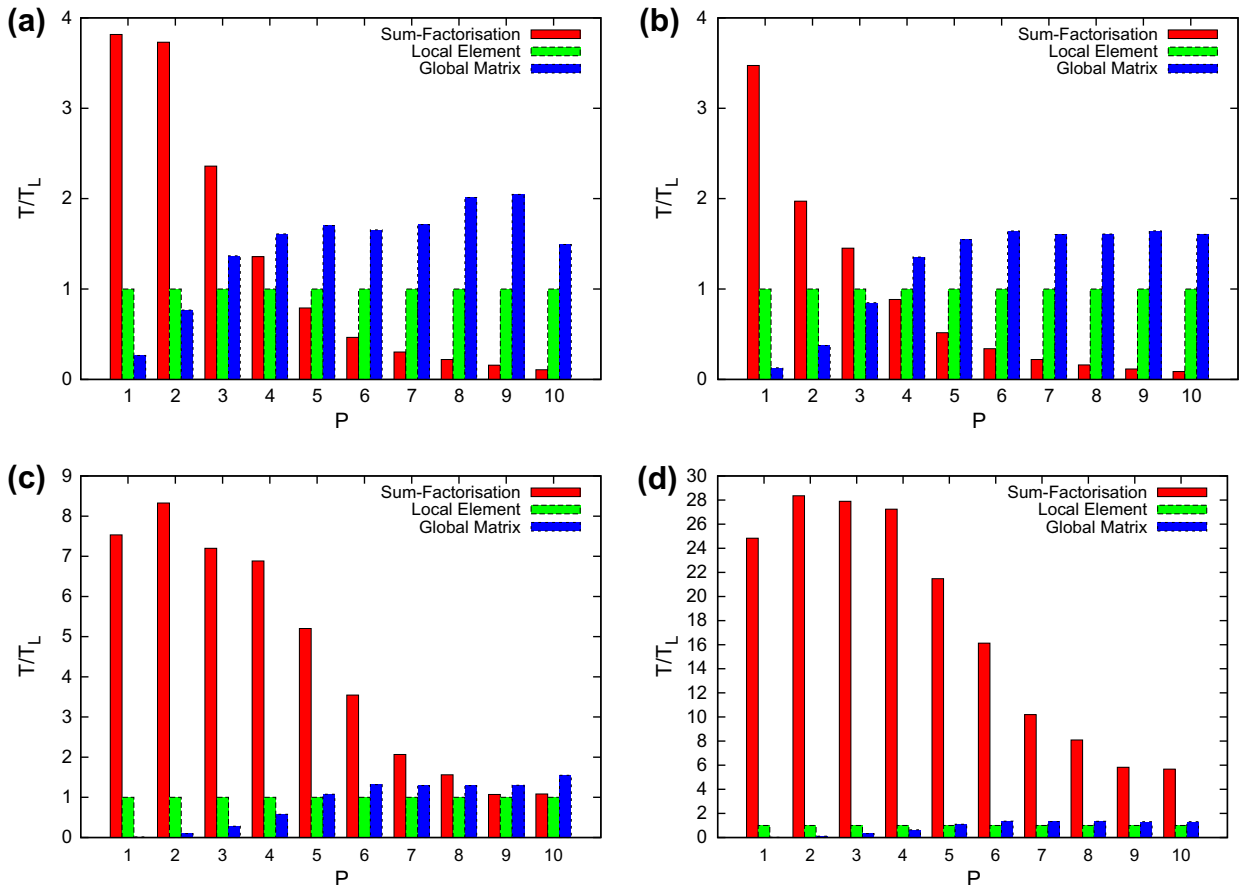 (a)
4
3
2
1
0
T/T_L
Sum-Factorisation
Local Element
Global Matrix
1 2 3 4 5 6 7 8 9 10
P
(b)
4
3
2
1
0
T/T_L
Sum-Factorisation
Local Element
Global Matrix
1 2 3 4 5 6 7 8 9 10
P
(c)
9
8
7
6
5
4
3
2
1
0
T/T_L
Sum-Factorisation
Local Element
Global Matrix
1 2 3 4 5 6 7 8 9 10
P
(d)
30
28
26
24
22
20
18
16
14
12
10
8
6
4
2
0
T/T_L
Sum-Factorisation
Local Element
Global Matrix
1 2 3 4 5 6 7 8 9 10
P